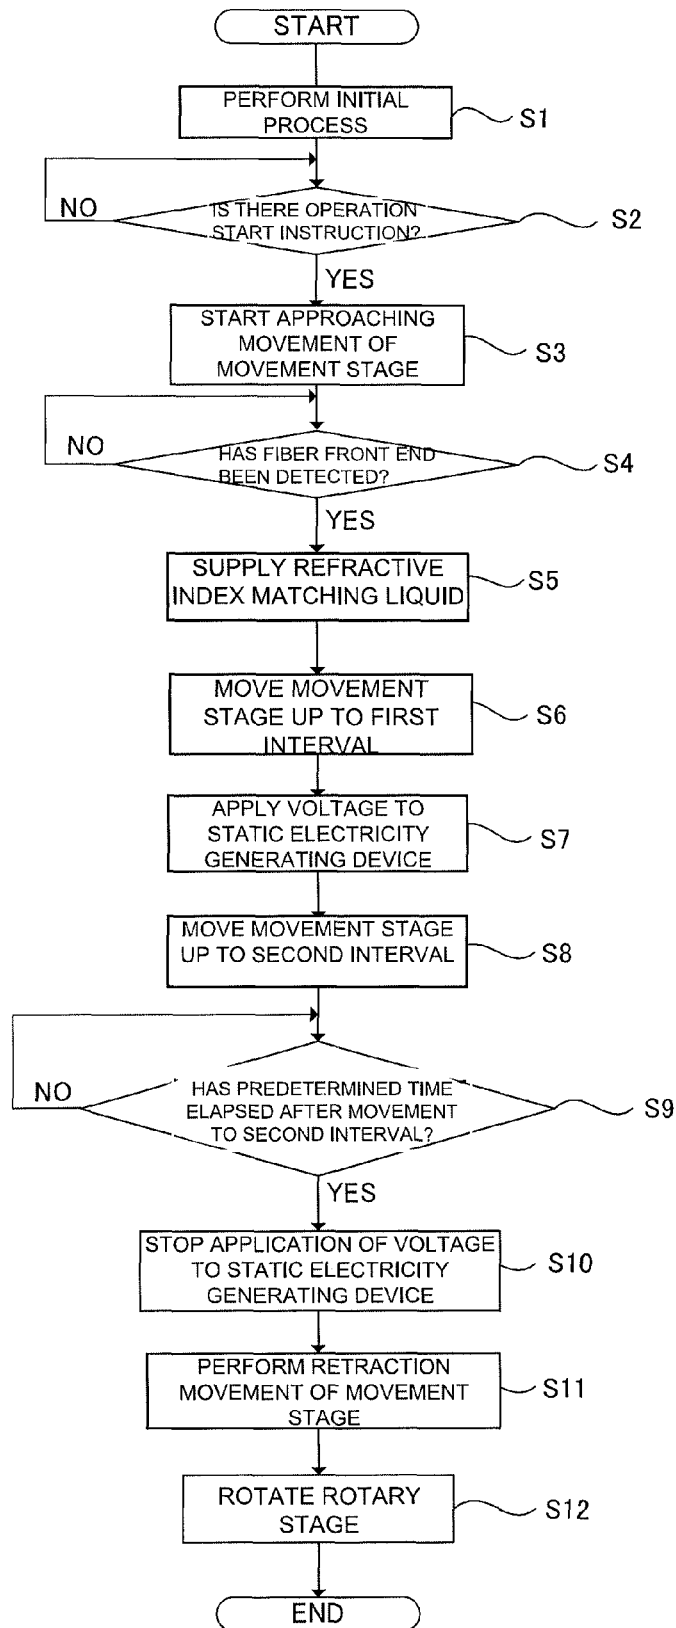 START
PERFORM INITIAL
PROCESS
S1
NO
IS THERE OPERATION
START INSTRUCTION?
S2
YES
START APPROACHING
MOVEMENT OF
MOVEMENT STAGE
S3
NO
HAS FIBER FRONT END
BEEN DETECTED?
S4
YES
SUPPLY REFRACTIVE
INDEX MATCHING LIQUID
S5
MOVE MOVEMENT
STAGE UP TO FIRST
INTERVAL
S6
APPLY VOLTAGE TO
STATIC ELECTRICITY
GENERATING DEVICE
S7
MOVE MOVEMENT STAGE
UP TO SECOND INTERVAL
S8
NO
HAS PREDETERMINED TIME
ELAPSED AFTER MOVEMENT
TO SECOND INTERVAL?
S9
YES
STOP APPLICATION OF VOLTAGE
TO STATIC ELECTRICITY
GENERATING DEVICE
S10
PERFORM RETRACTION
MOVEMENT OF MOVEMENT
STAGE
S11
ROTATE ROTARY
STAGE
S12
END